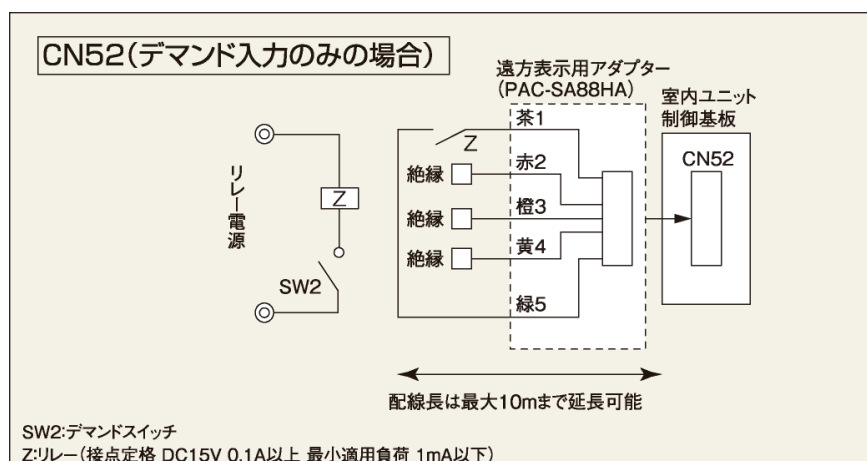 CN52(デマンド入力のみの場合)
遠方表示用アダプター
(PAC-SA88HA)
室内ユニット
制御基板
CN52
リレー電源
Z
SW2
Z
茶1
絶縁
赤2
絶縁
橙3
絶縁
黄4
緑5
配線長は最大10mまで延長可能
SW2:デマンドスイッチ
Z:リレー(接点定格 DC15V 0.1A以上 最小適用負荷 1mA以下)